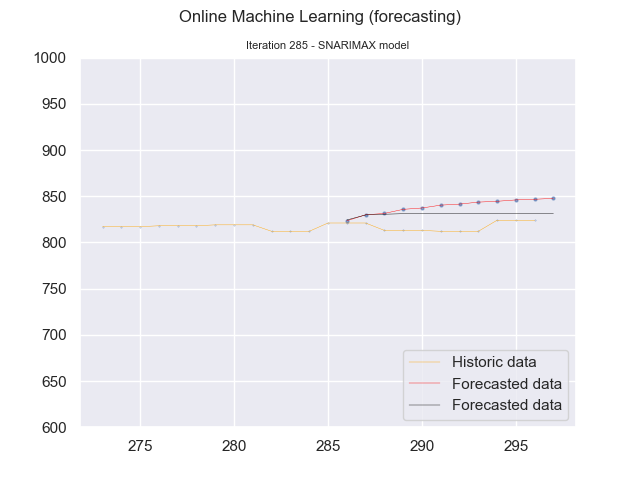 Online Machine Learning (forecasting)
Iteration 285 - SNARIMAX model
1000
950
900
850
800
750
700
650
600
Historic data
Forecasted data
Forecasted data
275
280
285
290
295